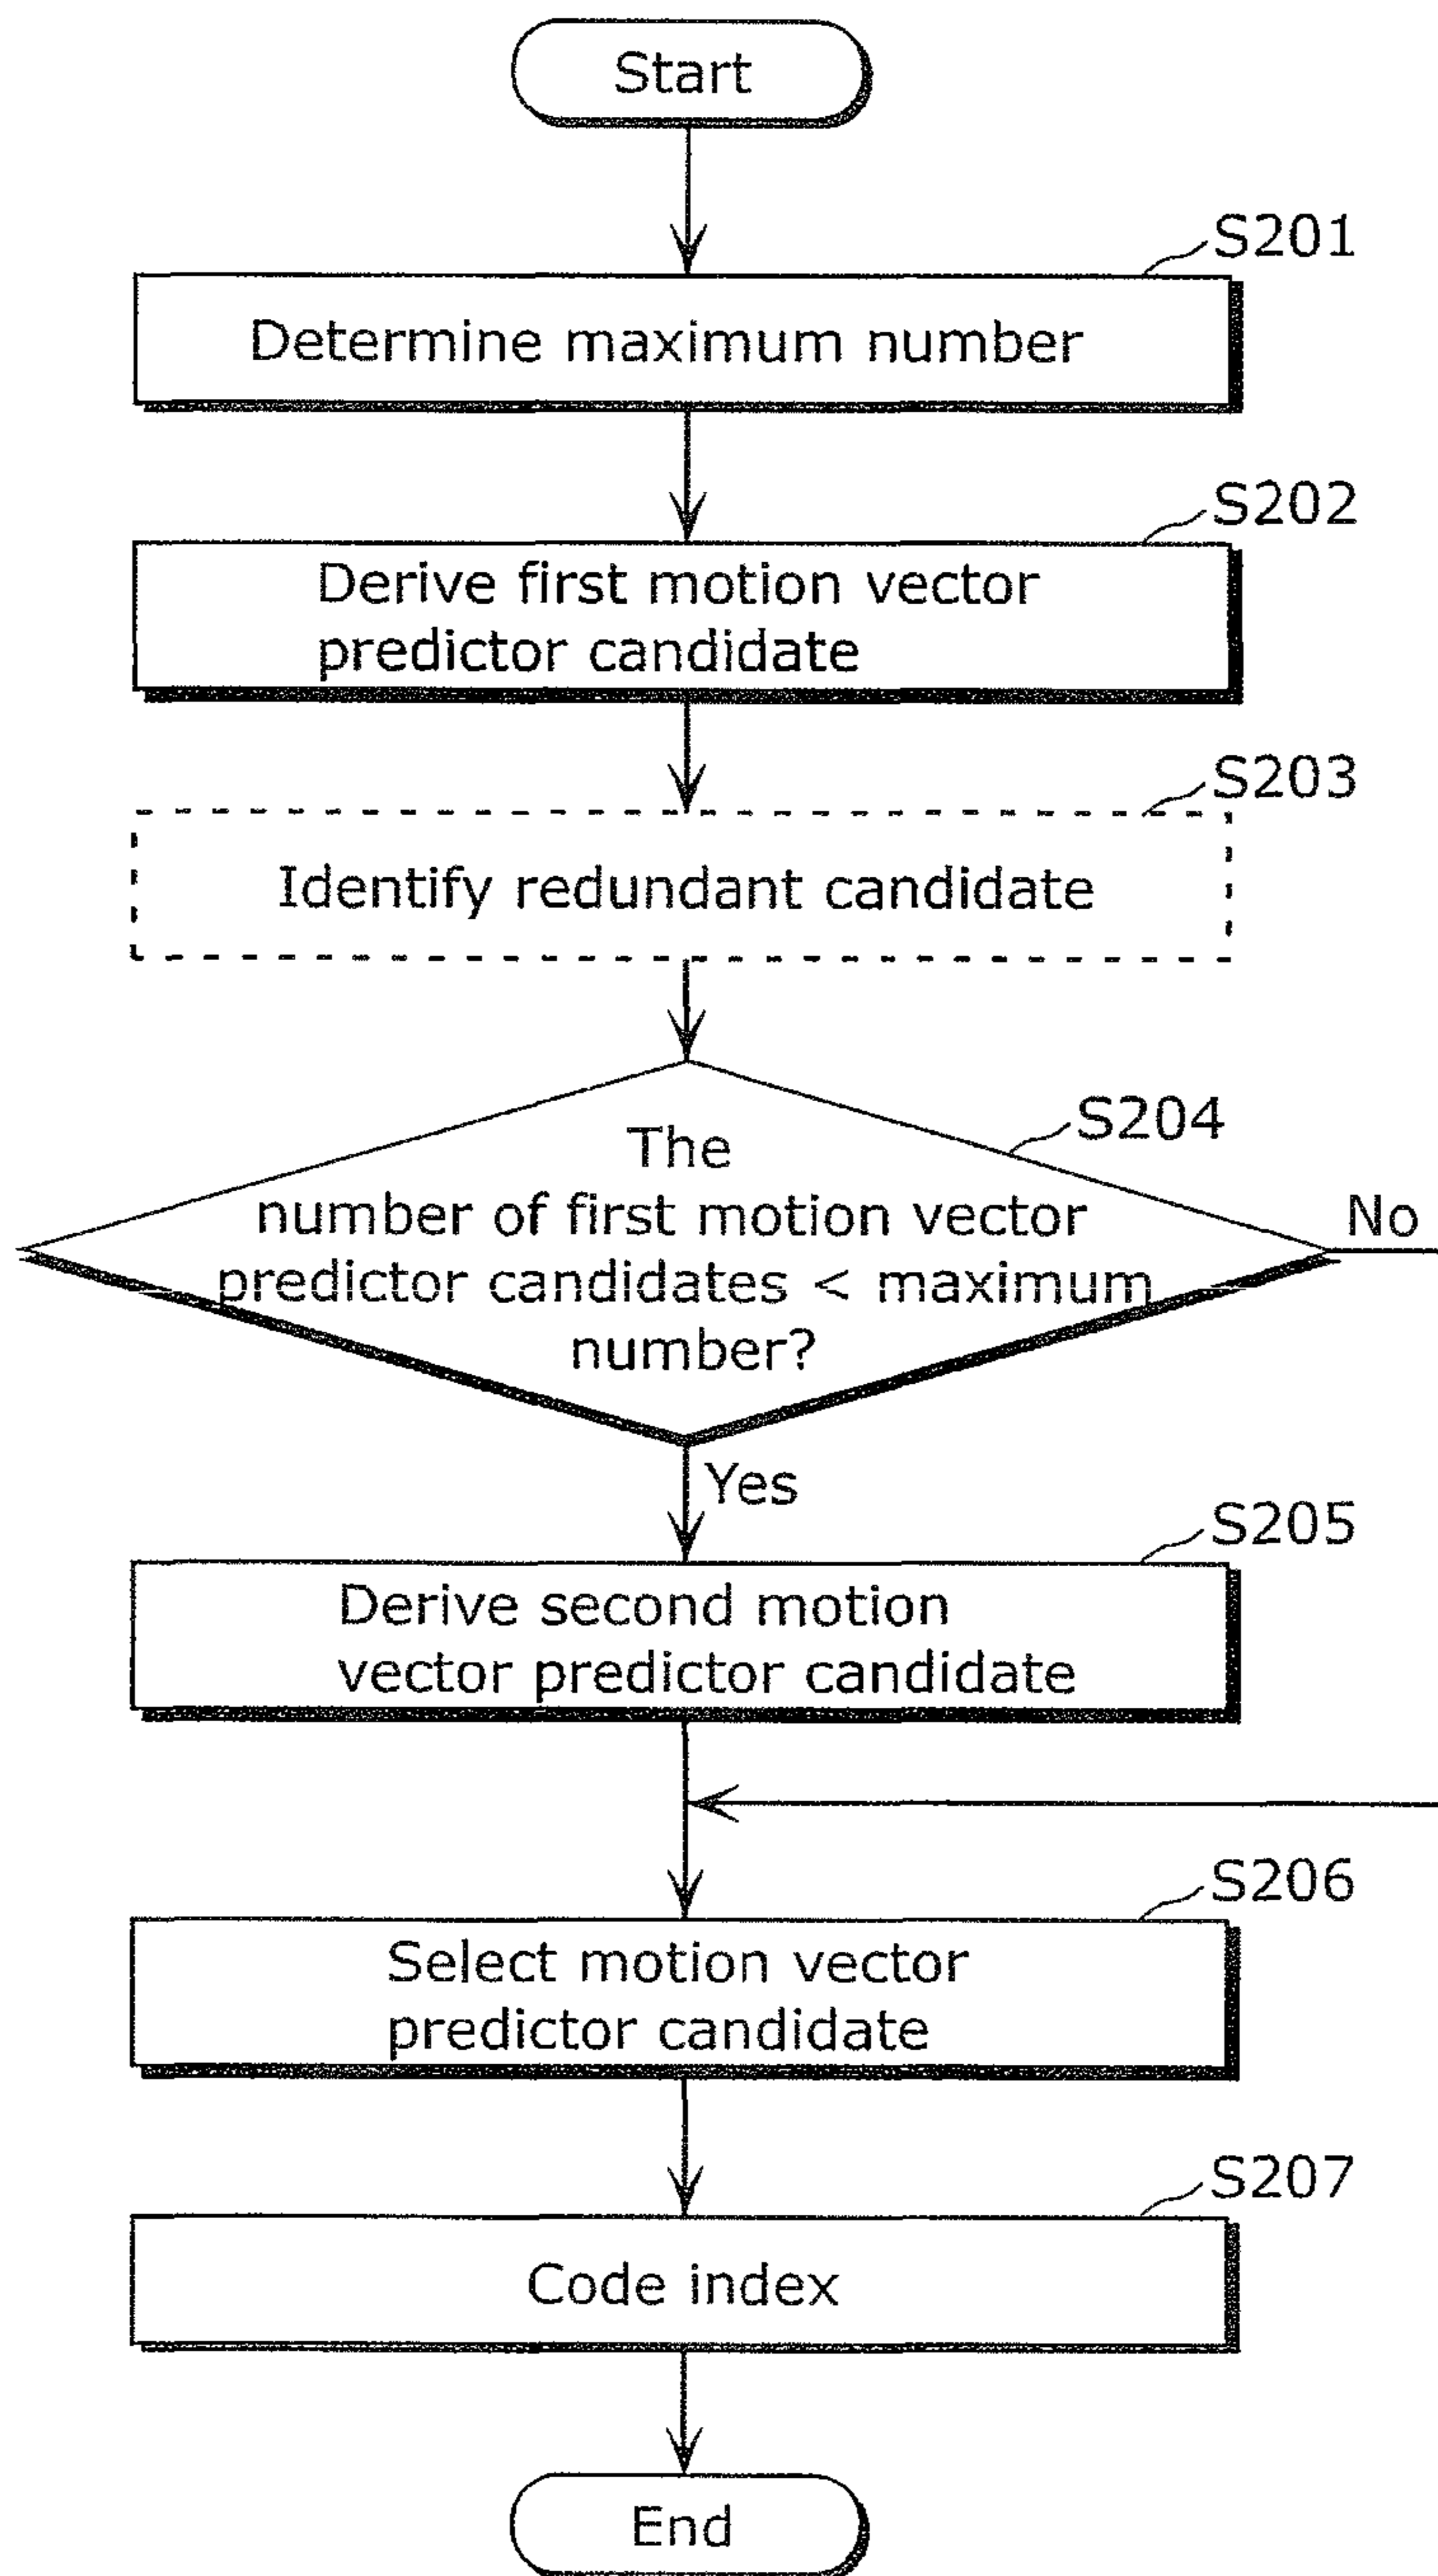 Start
S201
Determine maximum number
S202
Derive first motion vector
predictor candidate
S203
Identify redundant candidate
S204
The
number of first motion vector
predictor candidates < maximum
number?
No
Yes
S205
Derive second motion
vector predictor candidate
S206
Select motion vector
predictor candidate
S207
Code index
End